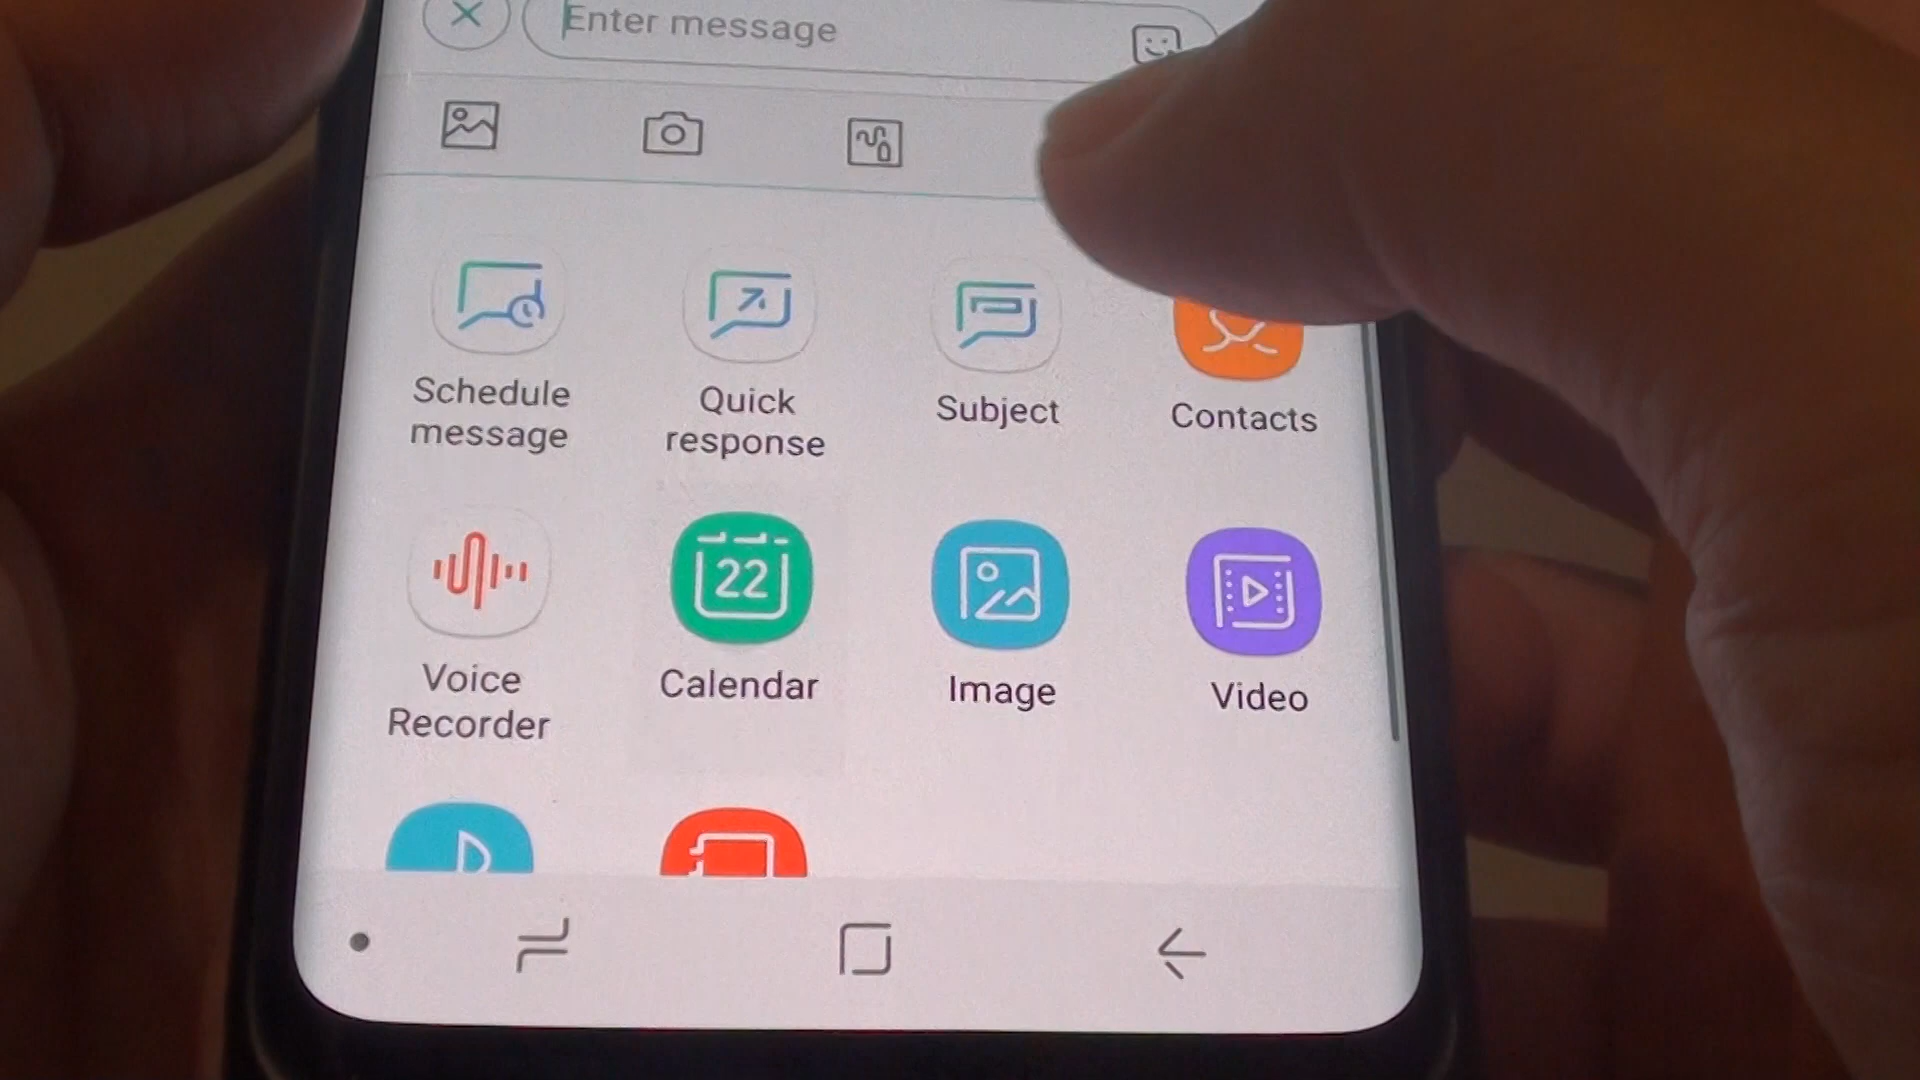 Enter message
Schedule
message
Quick
response
Subject
Contacts
Voice
Recorder
22
Calendar
Image
Video